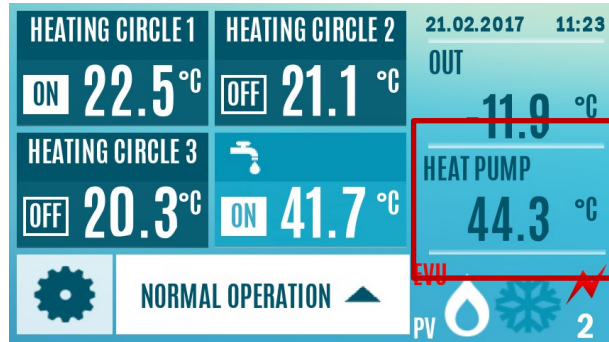 HEATING CIRCLE 1
ON 22.5°C
HEATING CIRCLE 2
OFF 21.1 °C
21.02.2017 11:23
OUT
-11.9 °C
HEATING CIRCLE 3
OFF 20.3°C
ON 41.7 °C
HEAT PUMP
44.3 °C
NORMAL OPERATION
EVU
PV
2